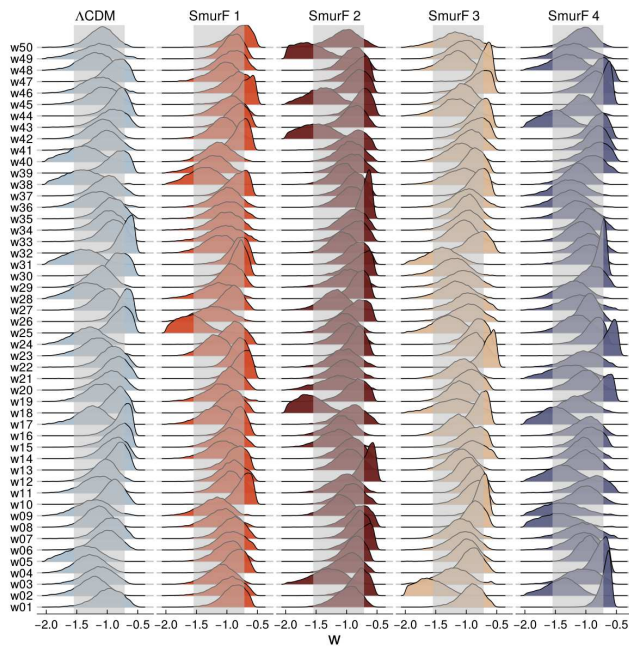 ΛCDM SmurF 1 SmurF 2 SmurF 3 SmurF 4
w50
w49
w48
w47
w46
w45
w44
w43
w42
w41
w40
w39
w38
w37
w36
w35
w34
w33
w32
w31
w30
w29
w28
w27
w26
w25
w24
w23
w22
w21
w20
w19
w18
w17
w16
w15
w14
w13
w12
w11
w10
w09
w08
w07
w06
w05
w04
w03
w02
w01
−2.0 −1.5 −1.0 −0.5 −2.0 −1.5 −1.0 −0.5 −2.0 −1.5 −1.0 −0.5 −2.0 −1.5 −1.0 −0.5 −2.0 −1.5 −1.0 −0.5
w